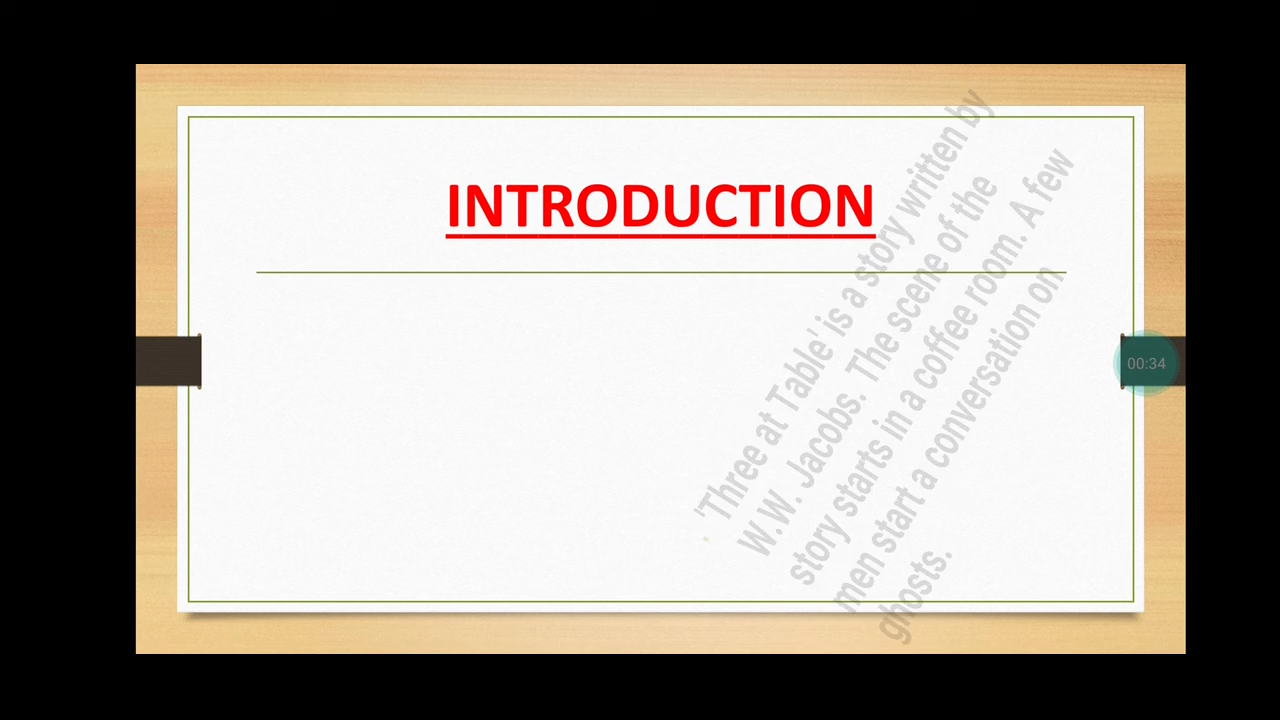 INTRODUCTION
'Three at Table' is a story written by
W.W. Jacobs. The scene of the
story starts in a coffee room. A few
men start a conversation on
ghosts.
00:34